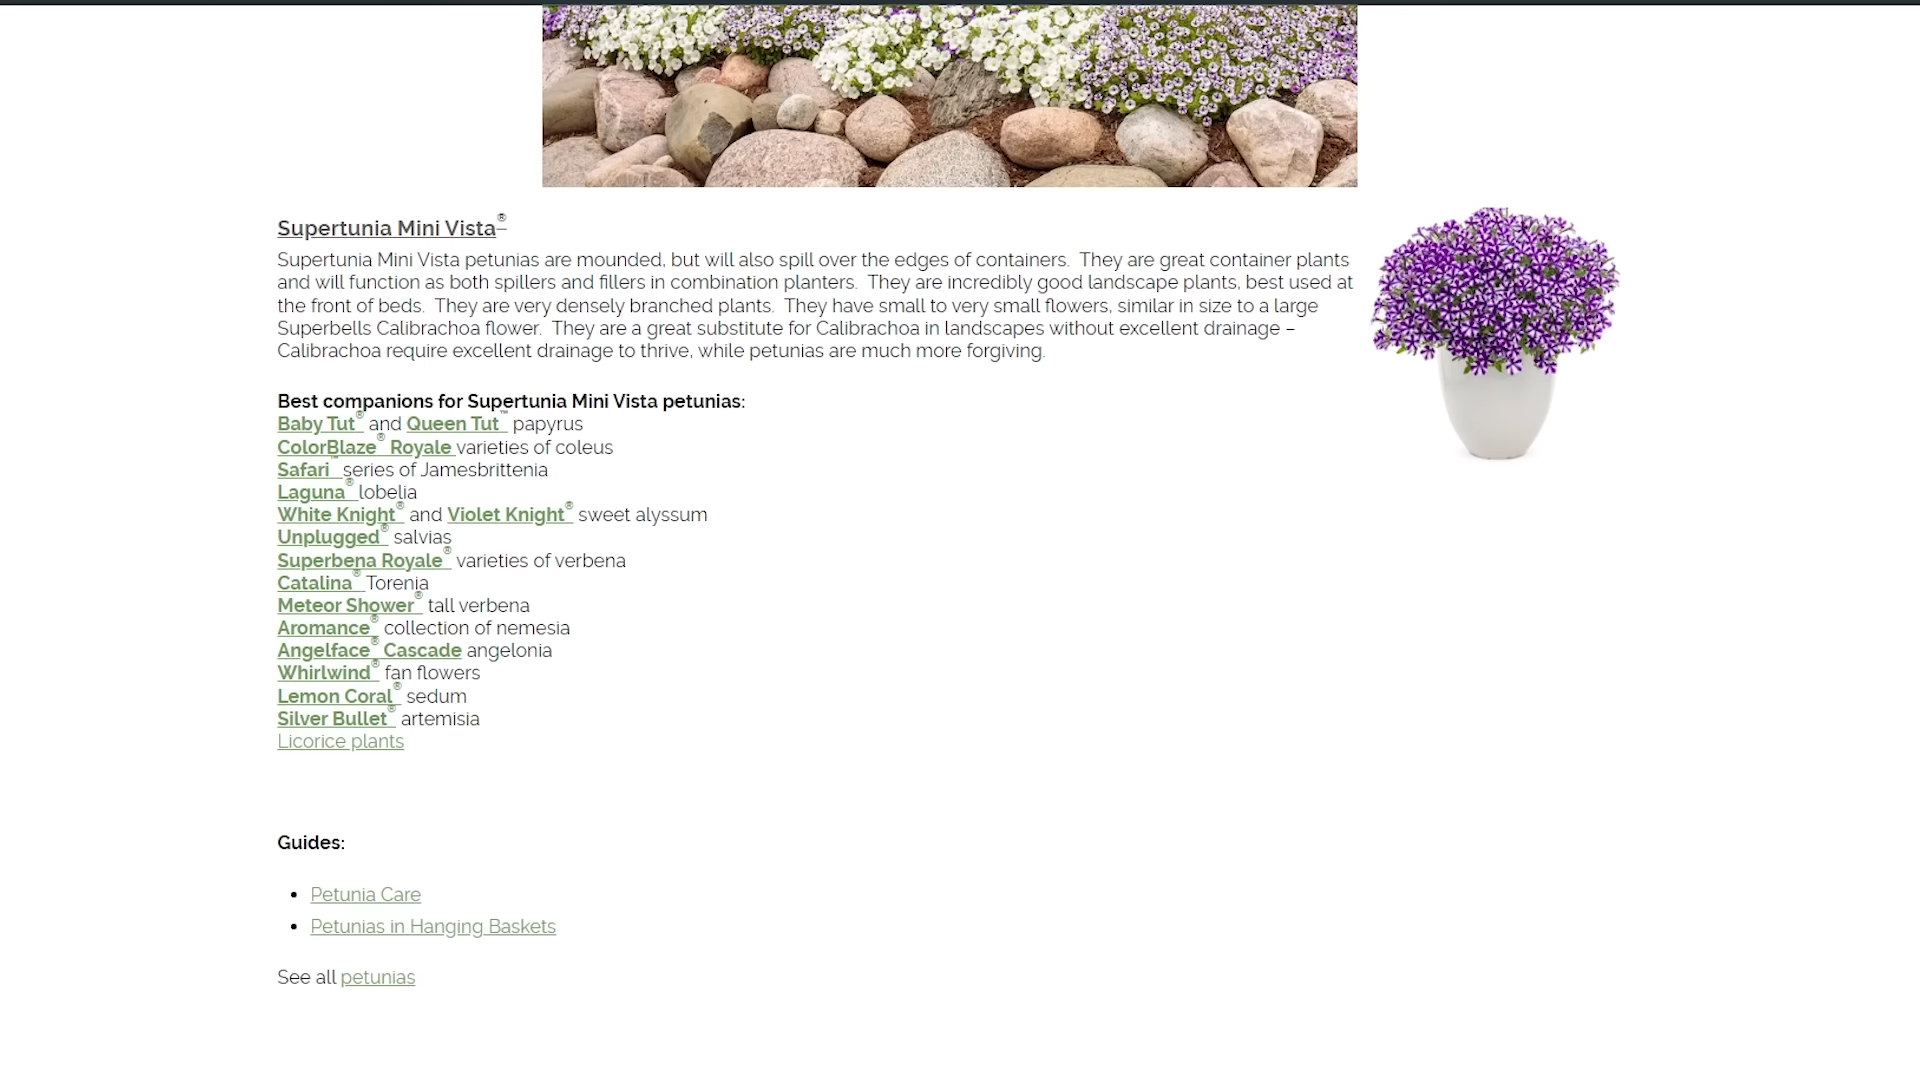 Supertunia Mini Vista®
Supertunia Mini Vista petunias are mounded, but will also spill over the edges of containers. They are great container plants
and will function as both spillers and fillers in combination planters. They are incredibly good landscape plants, best used at
the front of beds. They are very densely branched plants. They have small to very small flowers, similar in size to a large
Superbells Calibrachoa flower. They are a great substitute for Calibrachoa in landscapes without excellent drainage –
Calibrachoa require excellent drainage to thrive, while petunias are much more forgiving.
Best companions for Supertunia Mini Vista petunias:
Baby Tut® and Queen Tut™ papyrus
ColorBlaze® Royale varieties of coleus
Safari™ series of Jamesbrittenia
Laguna® lobelia
White Knight® and Violet Knight® sweet alyssum
Unplugged® salvias
Superbena Royale® varieties of verbena
Catalina® Torenia
Meteor Shower® tall verbena
Aromance® collection of nemesia
Angelface® Cascade angelonia
Whirlwind® fan flowers
Lemon Coral® sedum
Silver Bullet® artemisia
Licorice plants
Guides:
• Petunia Care
• Petunias in Hanging Baskets
See all petunias